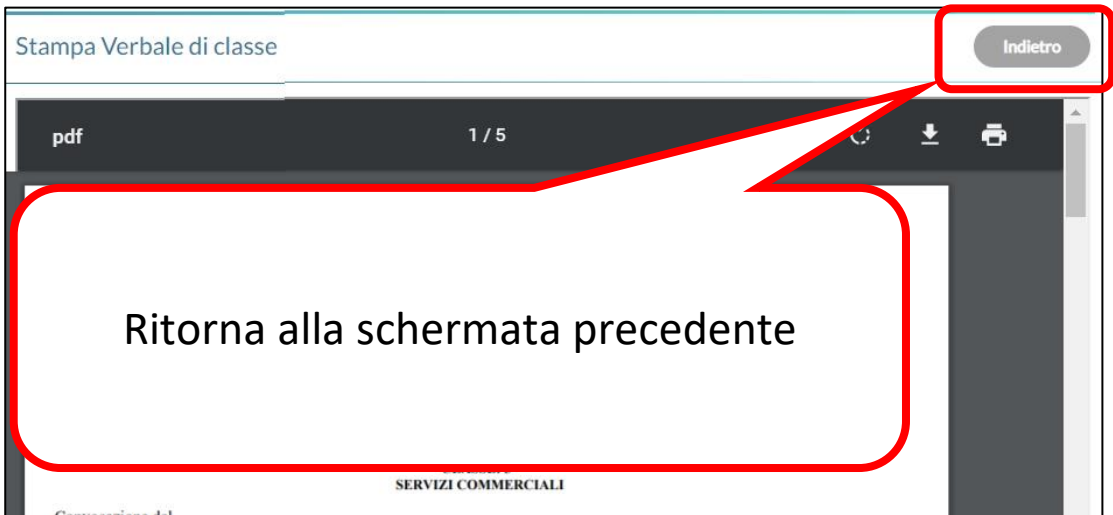 Stampa Verbale di classe
Indietro
pdf
1 / 5
Ritorna alla schermata precedente
SERVIZI COMMERCIALI